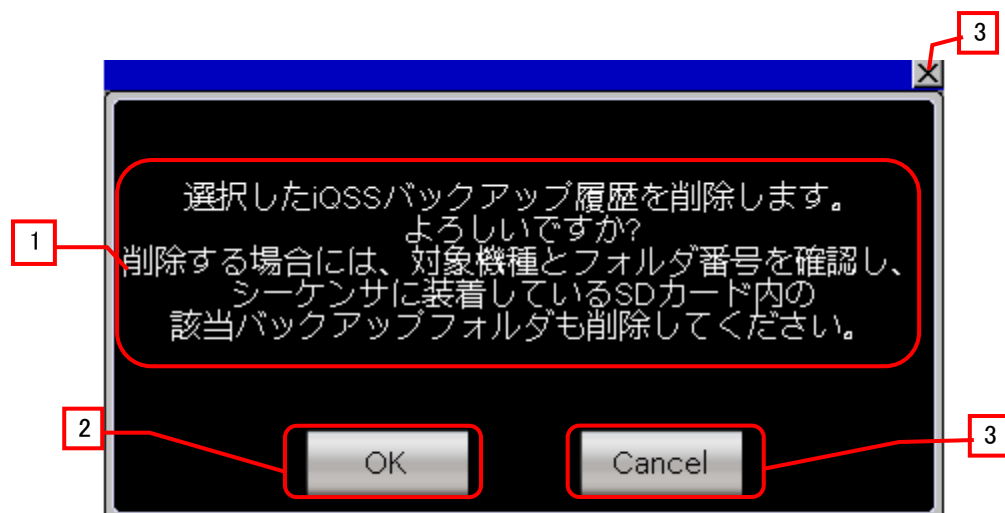 3
選択したiQSSバックアップ履歴を削除します。
よろしいですか?
1
削除する場合には、対象機種とフォルダ番号を確認し、
シーケンサに装着しているSDカード内の
該当バックアップフォルダも削除してください。
2
OK
Cancel
3